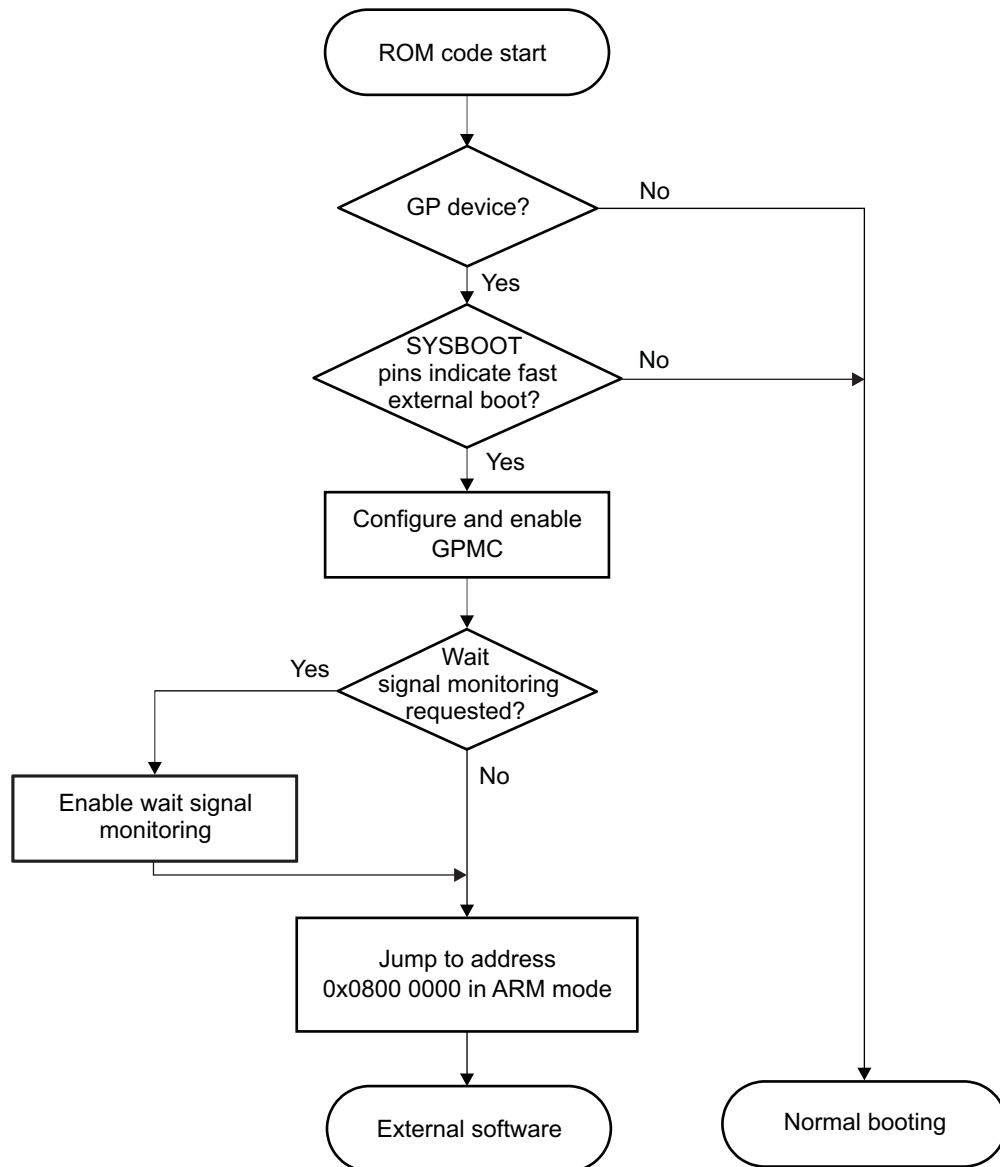 ROM code start
GP device?
No
Yes
SYSBOOT
pins indicate fast
external boot?
No
Yes
Configure and enable
GPMC
Wait
signal monitoring
requested?
Yes
No
Enable wait signal
monitoring
Jump to address
0x0800 0000 in ARM mode
External software
Normal booting